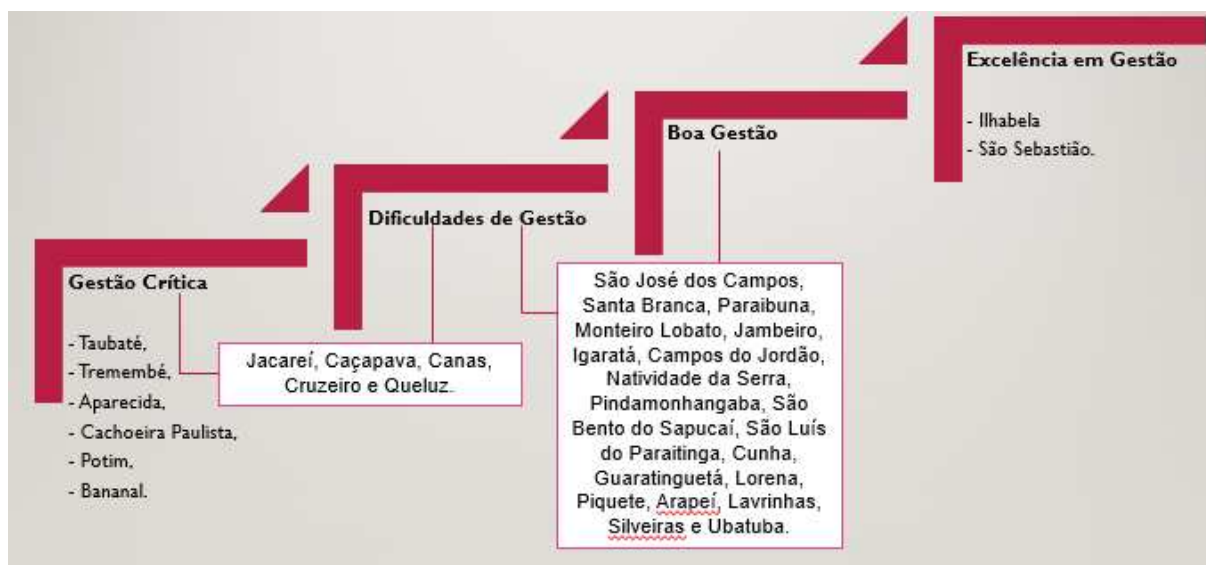 Excelência em Gestão
- Ilhabela
- São Sebastião.
Boa Gestão
Dificuldades de Gestão
Gestão Crítica
- Taubaté,
- Tremembé,
- Aparecida,
- Cachoeira Paulista,
- Potim,
- Bananal.
Jacareí, Caçapava, Canas,
Cruzeiro e Queluz.
São José dos Campos,
Santa Branca, Paraibuna,
Monteiro Lobato, Jambeiro,
Igaratá, Campos do Jordão,
Natividade da Serra,
Pindamonhangaba, São
Bento do Sapucaí, São Luís
do Paraitinga, Cunha,
Guaratinguetá, Lorena,
Piquete, Arapeí, Lavrinhas,
Silveiras e Ubatuba.